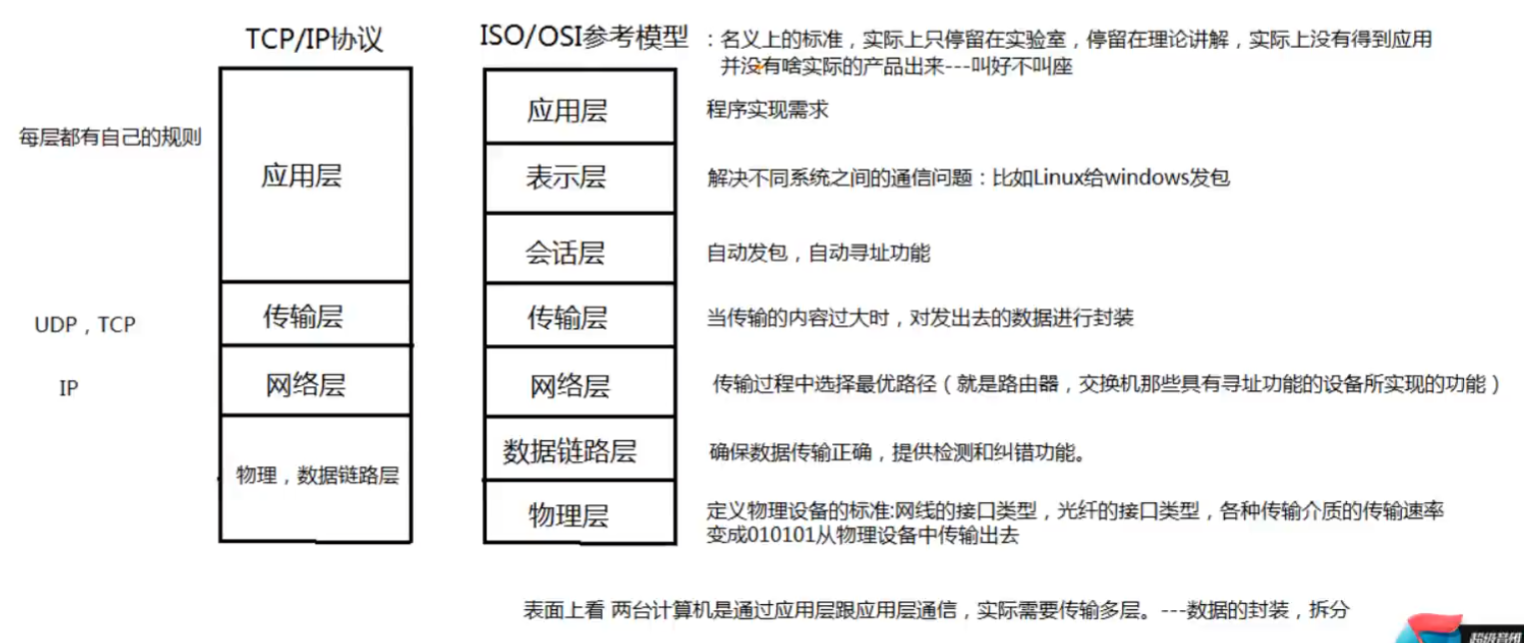 TCP/IP协议
ISO/OSI参考模型
：名义上的标准，实际上只停留在实验室，停留在理论讲解，实际上没有得到应用
并没有啥实际的产品出来---叫好不叫座
每层都有自己的规则
应用层
应用层
程序实现需求
表示层
解决不同系统之间的通信问题：比如Linux给windows发包
会话层
自动发包，自动寻址功能
UDP，TCP
传输层
传输层
当传输的内容过大时，对发出去的数据进行封装
IP
网络层
网络层
传输过程中选择最优路径（就是路由器，交换机那些具有寻址功能的设备所实现的功能）
物理，数据链路层
数据链路层
确保数据传输正确，提供检测和纠错功能。
物理层
定义物理设备的标准:网线的接口类型，光纤的接口类型，各种传输介质的传输速率
变成010101从物理设备中传输出去
表面上看 两台计算机是通过应用层跟应用层通信，实际需要传输多层。---数据的封装，拆分